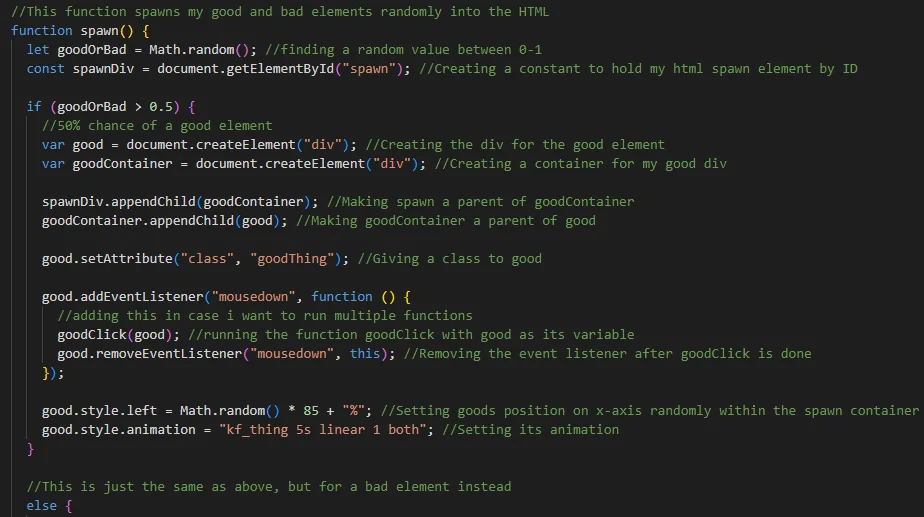 //This function spawns my good and bad elements randomly into the HTML
function spawn() {
let goodOrBad = Math.random(); //finding a random value between 0-1
const spawnDiv = document.getElementById("spawn"); //Creating a constant to hold my html spawn element by ID
if (goodOrBad > 0.5) {
//50% chance of a good element
var good = document.createElement("div"); //Creating the div for the good element
var goodContainer = document.createElement("div"); //Creating a container for my good div
spawnDiv.appendChild(goodContainer); //Making spawn a parent of goodContainer
goodContainer.appendChild(good); //Making goodContainer a parent of good
good.setAttribute("class", "goodThing"); //Giving a class to good
good.addEventListener("mousedown", function () {
//adding this in case i want to run multiple functions
goodClick(good); //running the function goodClick with good as its variable
good.removeEventListener("mousedown", this); //Removing the event listener after goodClick is done
});
good.style.left = Math.random() * 85 + "%"; //Setting goods position on x-axis randomly within the spawn container
good.style.animation = "kf_thing 5s linear 1 both"; //Setting its animation
}
//This is just the same as above, but for a bad element instead
else {